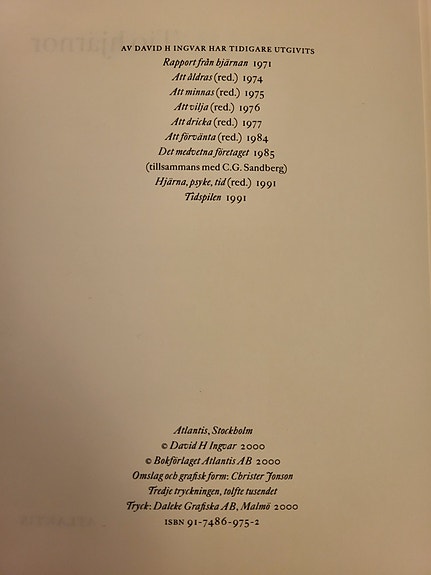 AV DAVID H INGVAR HAR TIDIGARE UTGIVITS
Rapport från hjärnan 1971
Att åldras (red.) 1974
Att minnas (red.) 1975
Att vilja (red.) 1976
Att dricka (red.) 1977
Att förvänta (red.) 1984
Det medvetna företaget 1985
(tillsammans med C.G. Sandberg)
Hjärna, psyke, tid (red.) 1991
Tidspilen 1991
Atlantis, Stockholm
© David H Ingvar 2000
© Bokförlaget Atlantis AB 2000
Omslag och grafisk form: Christer Jonson
Tredje tryckningen, tolfte tusendet
Tryck: Daleke Grafiska AB, Malmö 2000
ISBN 91-7486-975-2